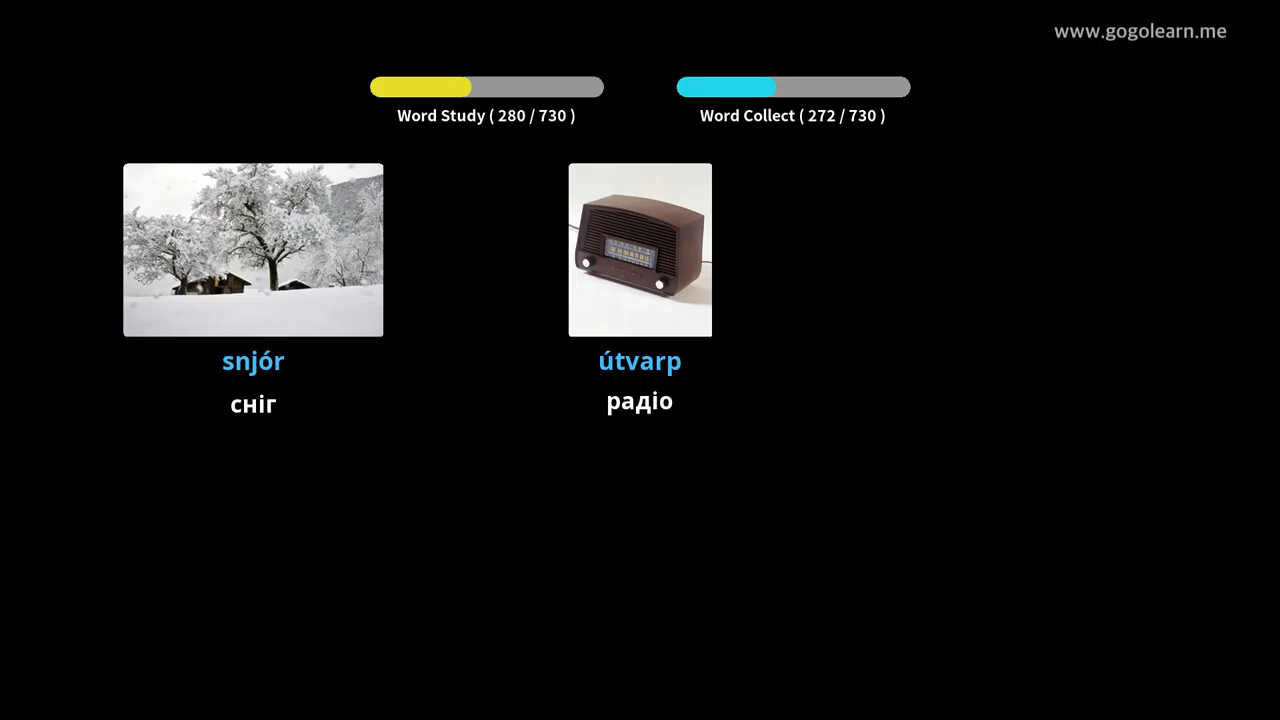 www.gogolearn.me
Word Study ( 280 / 730 )
Word Collect ( 272 / 730 )
snjór
сніг
útvarp
радіо